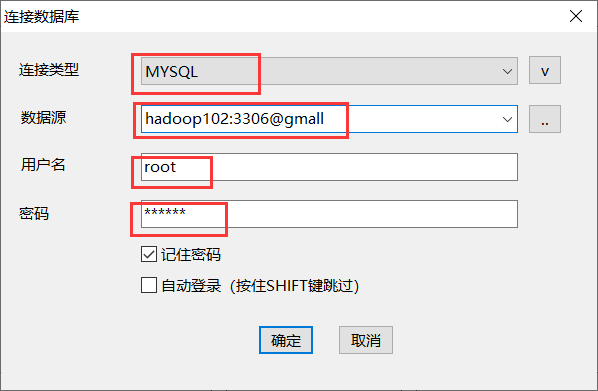 连接数据库
连接类型 MYSQL v
数据源 hadoop102:3306@gmall ..
用户名 root
密码 ******
记住密码
自动登录（按住SHIFT键跳过）
确定 取消